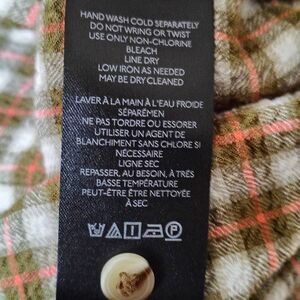 HAND WASH COLD SEPARATELY
DO NOT WRING OR TWIST
USE ONLY NON-CHLORINE
BLEACH
LINE DRY
LOW IRON AS NEEDED
MAY BE DRY CLEANED
LAVER À LA MAIN À L'EAU FROIDE
SÉPARÉMEN
NE PAS TORDRE OU ESSORER
UTILISER UN AGENT DE
BLANCHIMENT SANS CHLORE SI
NÉCESSAIRE
LIGNE SEC
REPASSER, AU BESOIN, À TRÈS
BASSE TEMPÉRATURE
PEUT-ÊTRE ÊTRE NETTOYÉE
À SEC